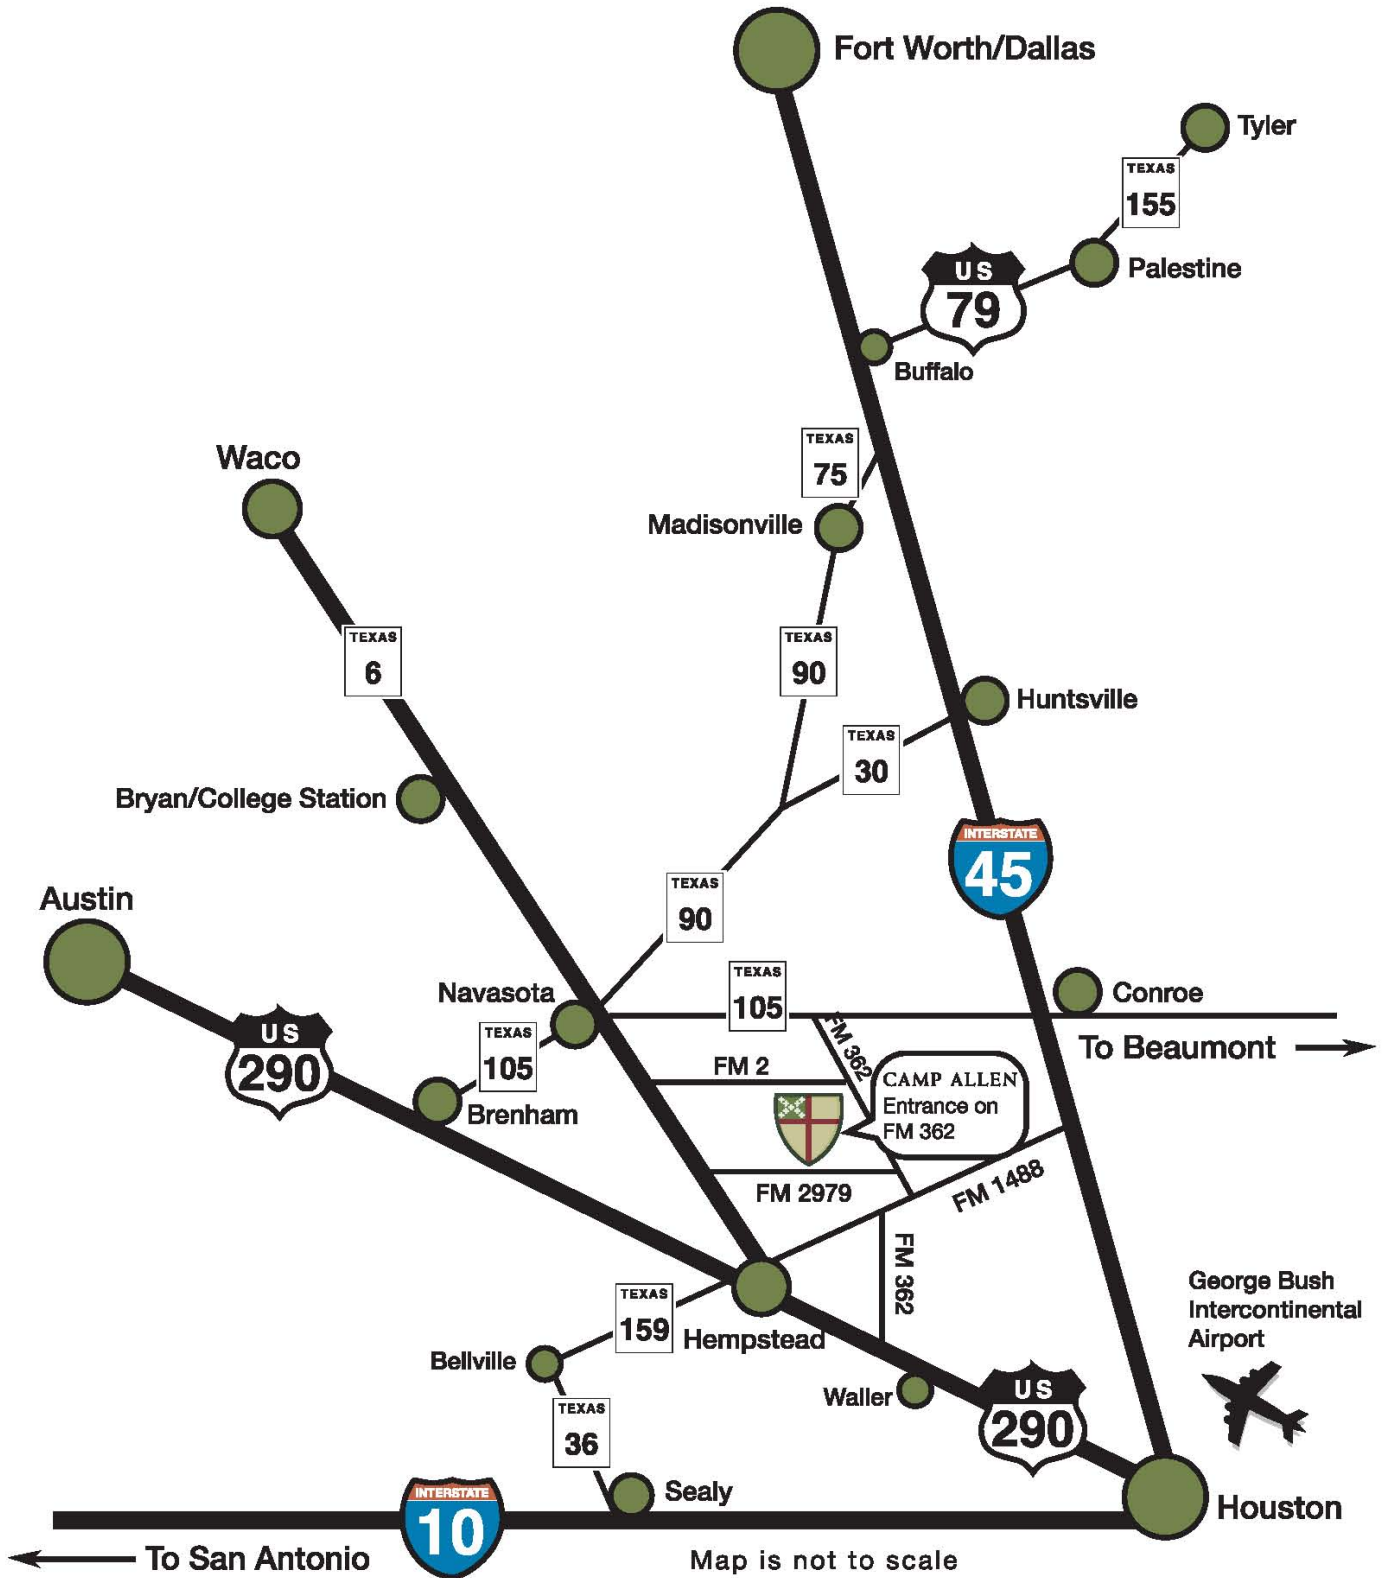 Fort Worth/Dallas
Tyler
TEXAS
155
Palestine
US
79
Buffalo
TEXAS
75
Waco
Madisonville
TEXAS
6
TEXAS
90
Huntsville
TEXAS
30
Bryan/College Station
INTERSTATE
45
Austin
TEXAS
90
Navasota
TEXAS
105
Conroe
US
290
TEXAS
105
FM 362
To Beaumont
FM 2
CAMP ALLEN
Entrance on
FM 362
Brenham
FM 2979
FM 1488
FM 362
George Bush
Intercontinental
Airport
TEXAS
159
Hempstead
Bellville
Waller
US
290
TEXAS
36
Sealy
INTERSTATE
10
Houston
To San Antonio
Map is not to scale